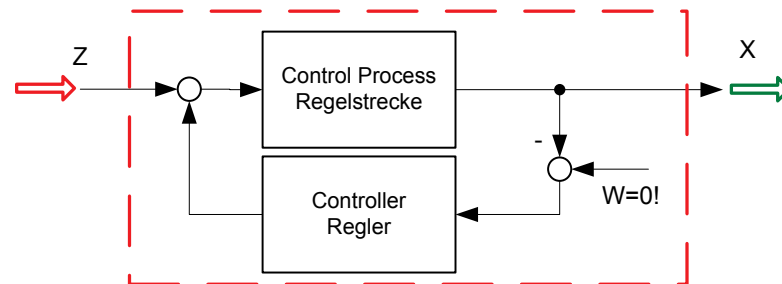 Z
X
Control Process
Regelstrecke
-
W=0!
Controller
Regler